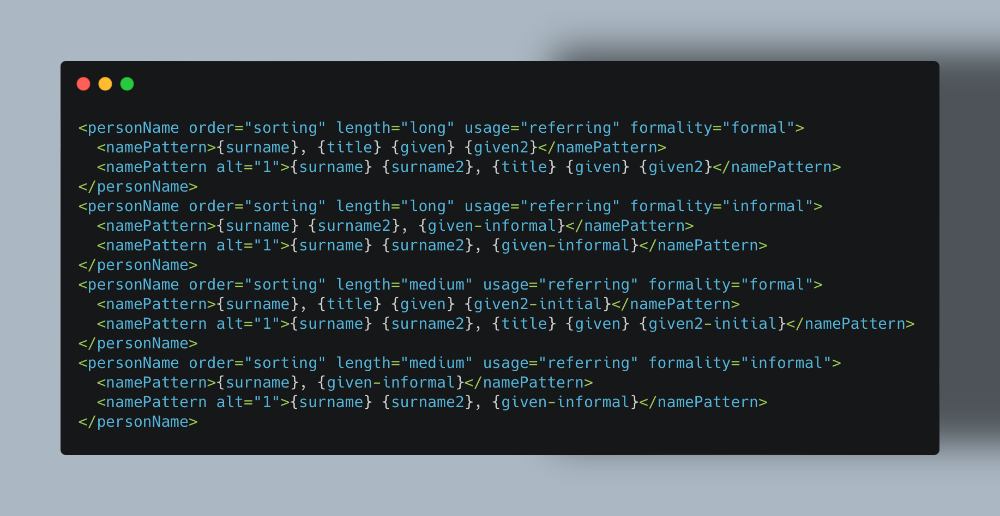 <personName order="sorting" length="long" usage="referring" formality="formal">
  <namePattern>{surname}, {title} {given} {given2}</namePattern>
  <namePattern alt="1">{surname} {surname2}, {title} {given} {given2}</namePattern>
</personName>
<personName order="sorting" length="long" usage="referring" formality="informal">
  <namePattern>{surname} {surname2}, {given-informal}</namePattern>
  <namePattern alt="1">{surname} {surname2}, {given-informal}</namePattern>
</personName>
<personName order="sorting" length="medium" usage="referring" formality="formal">
  <namePattern>{surname}, {title} {given} {given2-initial}</namePattern>
  <namePattern alt="1">{surname} {surname2}, {title} {given} {given2-initial}</namePattern>
</personName>
<personName order="sorting" length="medium" usage="referring" formality="informal">
  <namePattern>{surname}, {given-informal}</namePattern>
  <namePattern alt="1">{surname} {surname2}, {given-informal}</namePattern>
</personName>